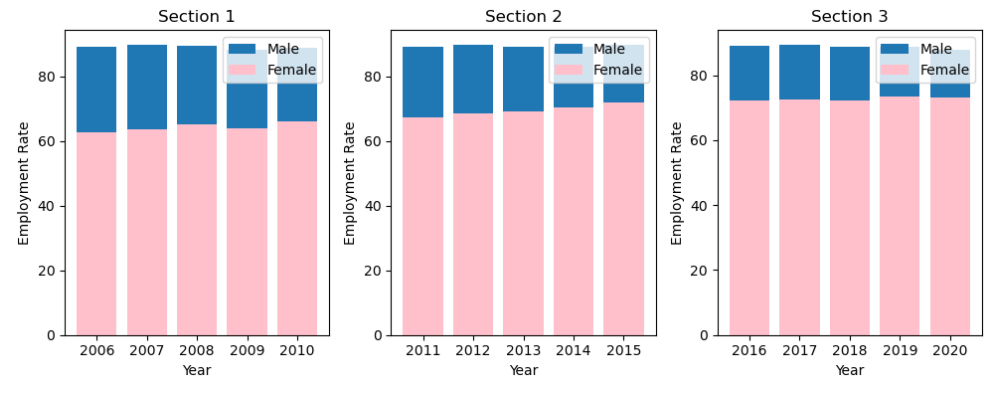 Section 1
Employment Rate
80
60
40
20
0
Male
Female
2006 2007 2008 2009 2010
Year
Section 2
Employment Rate
80
60
40
20
0
Male
Female
2011 2012 2013 2014 2015
Year
Section 3
Employment Rate
80
60
40
20
0
Male
Female
2016 2017 2018 2019 2020
Year